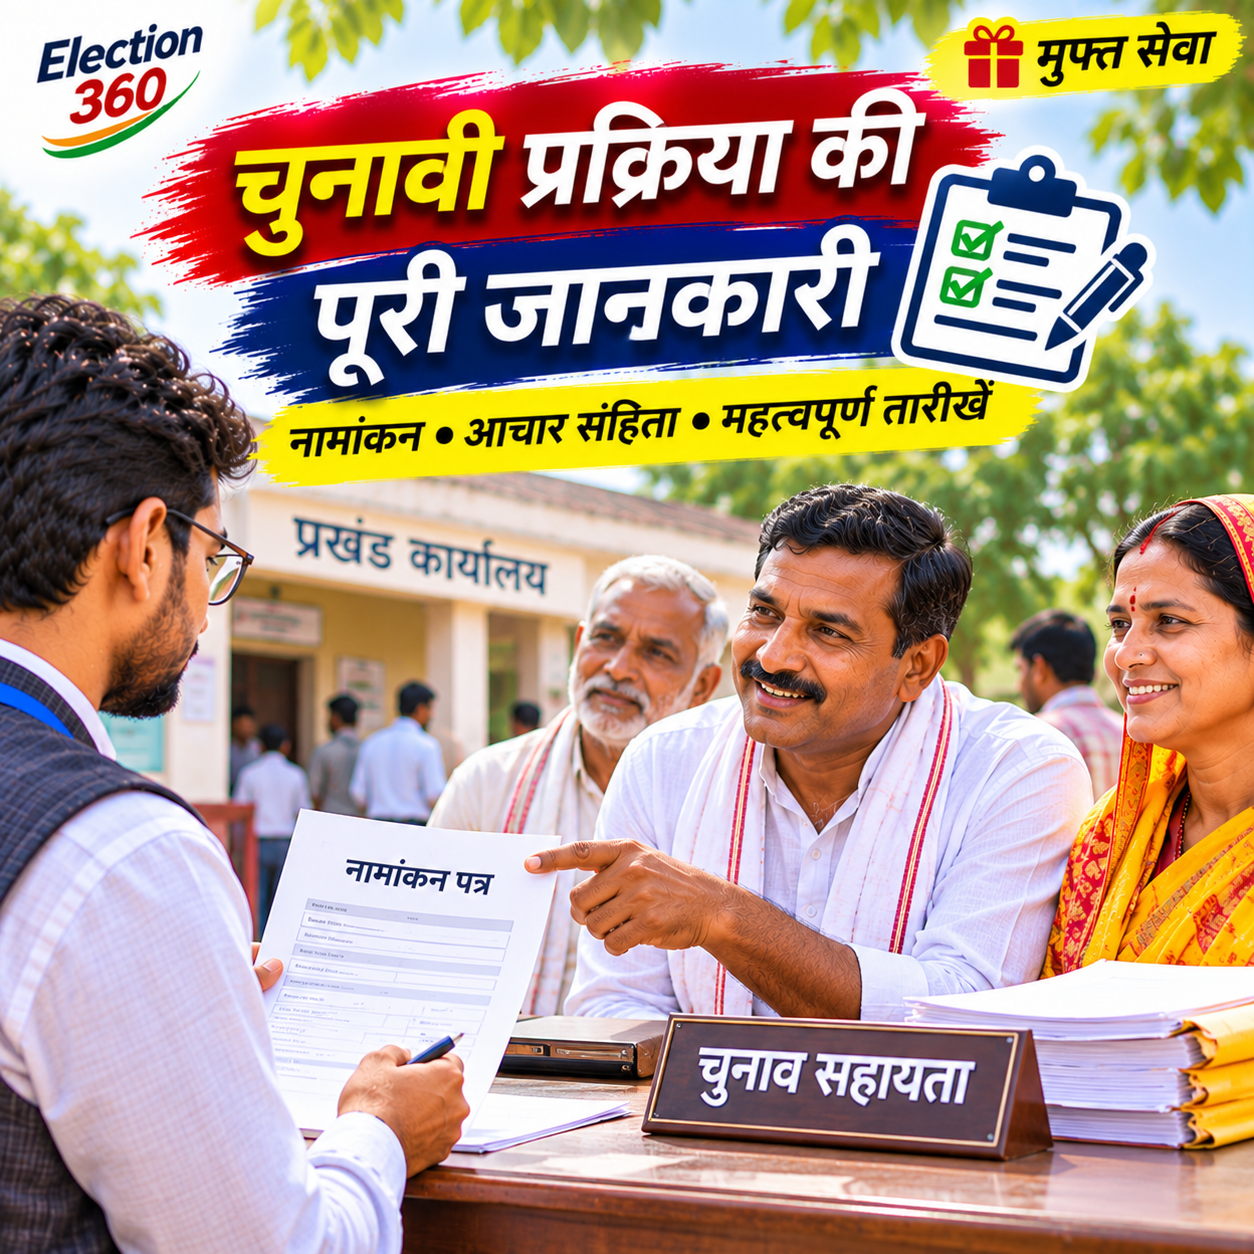 Election
360
मुफ्त सेवा
चुनावी प्रक्रिया की
पूरी जानकारी
नामांकन • आचार संहिता • महत्वपूर्ण तारीखें
प्रखंड कार्यालय
नामांकन पत्र
चुनाव सहायता